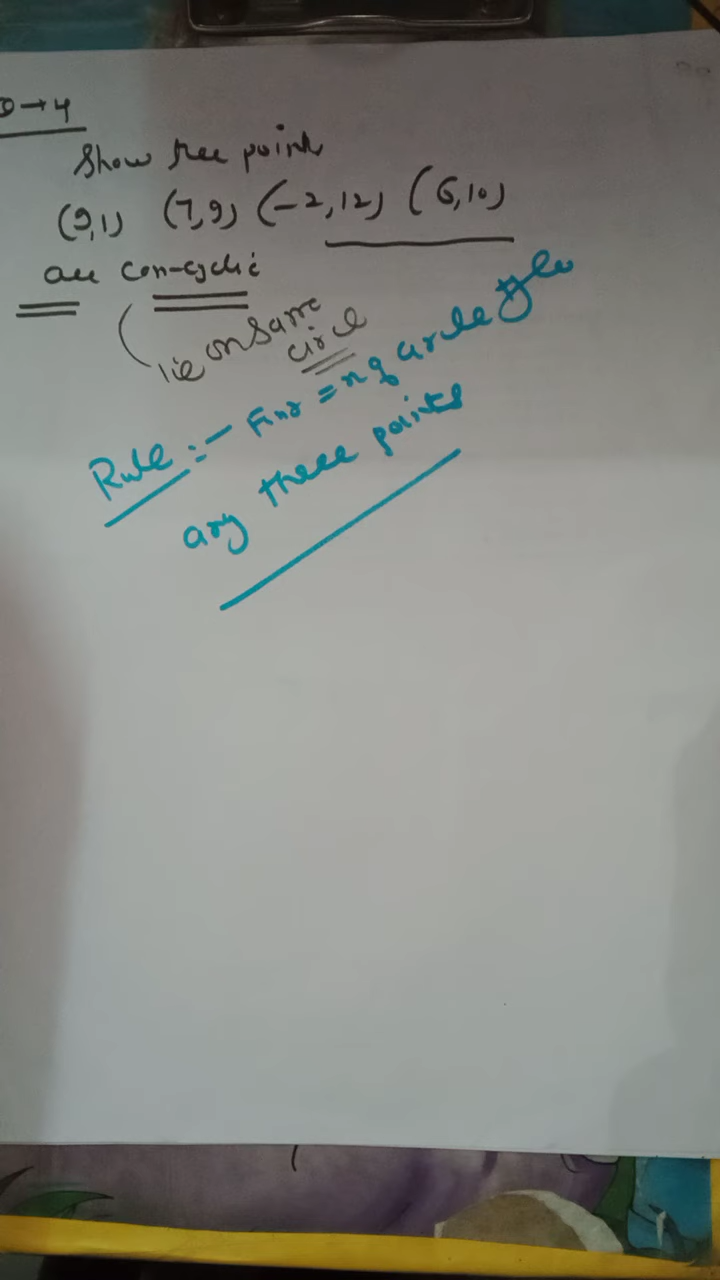 Q→4
Show the points
(9,1) (7,9) (-2,12) (6,10)
are con-cyclic
lie on same
circle
Rule :- Find = n of circle
any three points